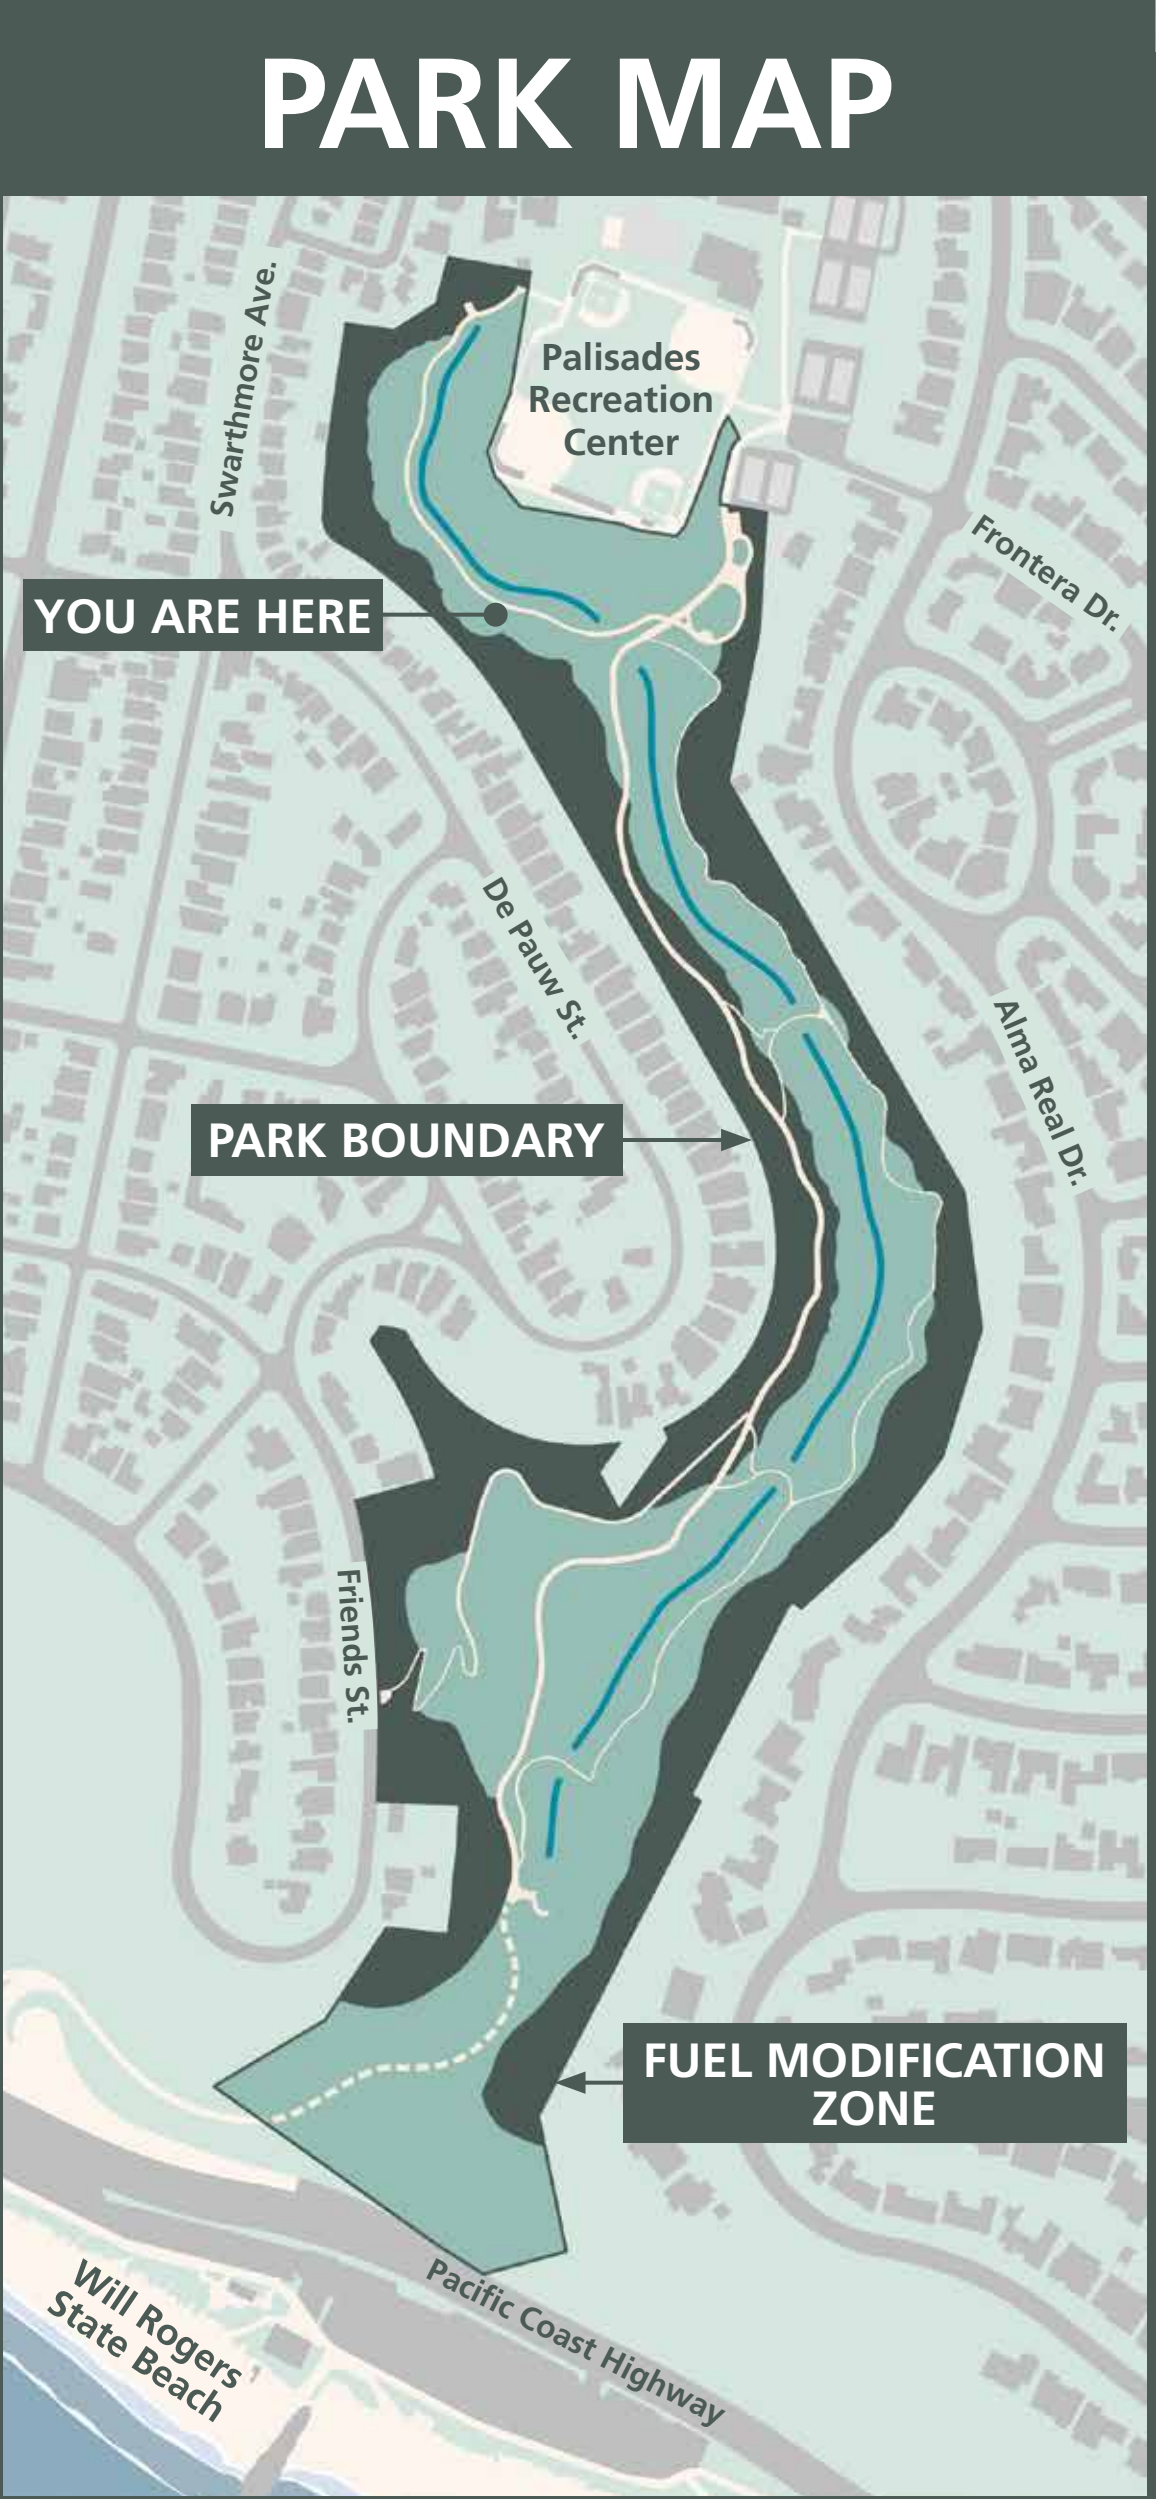 PARK MAP
Swarthmore Ave.
Palisades
Recreation
Center
Frontera Dr.
YOU ARE HERE
De Pauw St.
Alma Real Dr.
PARK BOUNDARY
Friends St.
FUEL MODIFICATION
ZONE
Will Rogers
State Beach
Pacific Coast Highway